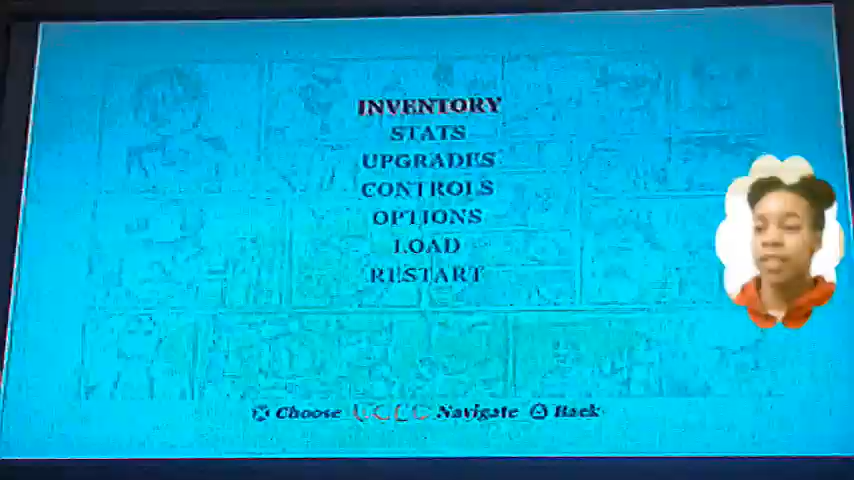 INVENTORY
STATS
UPGRADES
CONTROLS
OPTIONS
LOAD
RESTART
Choose Navigate Back